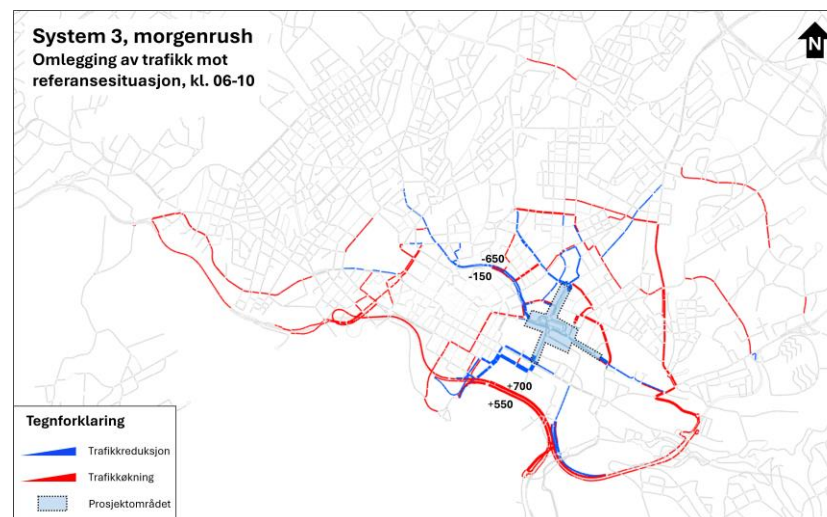 System 3, morgenrush
Omlegging av trafikk mot
referansesituasjon, kl. 06-10
N
-650
-150
+700
+550
Tegnforklaring
Trafikkreduksjon
Trafikkøkning
Prosjektområdet